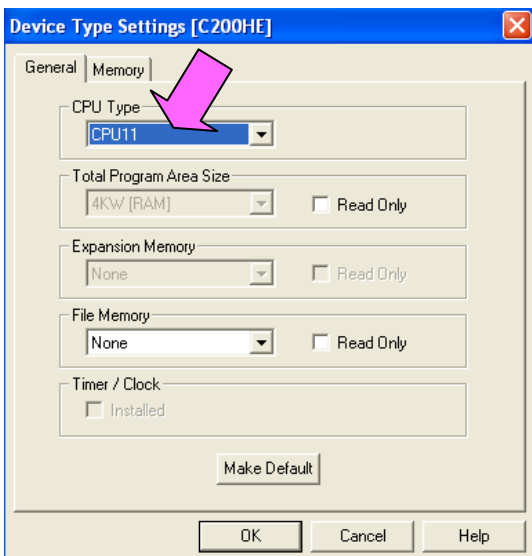 Device Type Settings [C200HE]
General Memory
CPU Type
CPU11
Total Program Area Size
4KW [RAM] Read Only
Expansion Memory
None Read Only
File Memory
None Read Only
Timer / Clock
Installed
Make Default
OK Cancel Help